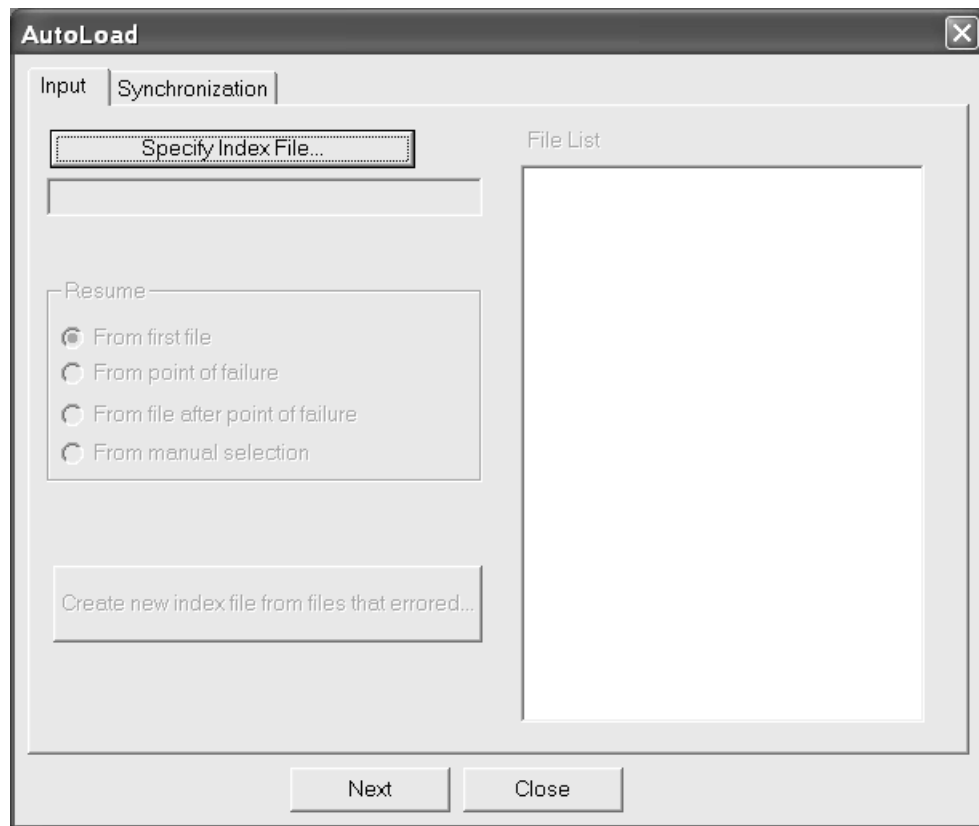 AutoLoad
Input
Synchronization
Specify Index File...
File List
Resume
From first file
From point of failure
From file after point of failure
From manual selection
Create new index file from files that errored...
Next
Close